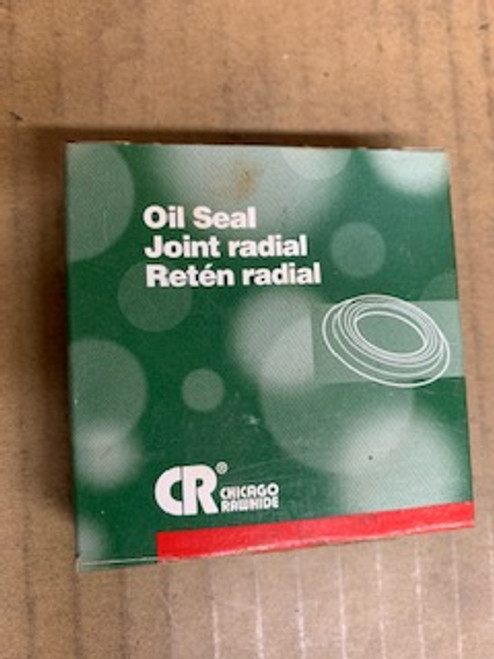 Oil Seal
Joint radial
Retén radial
CR®
CHICAGO
RAWHIDE